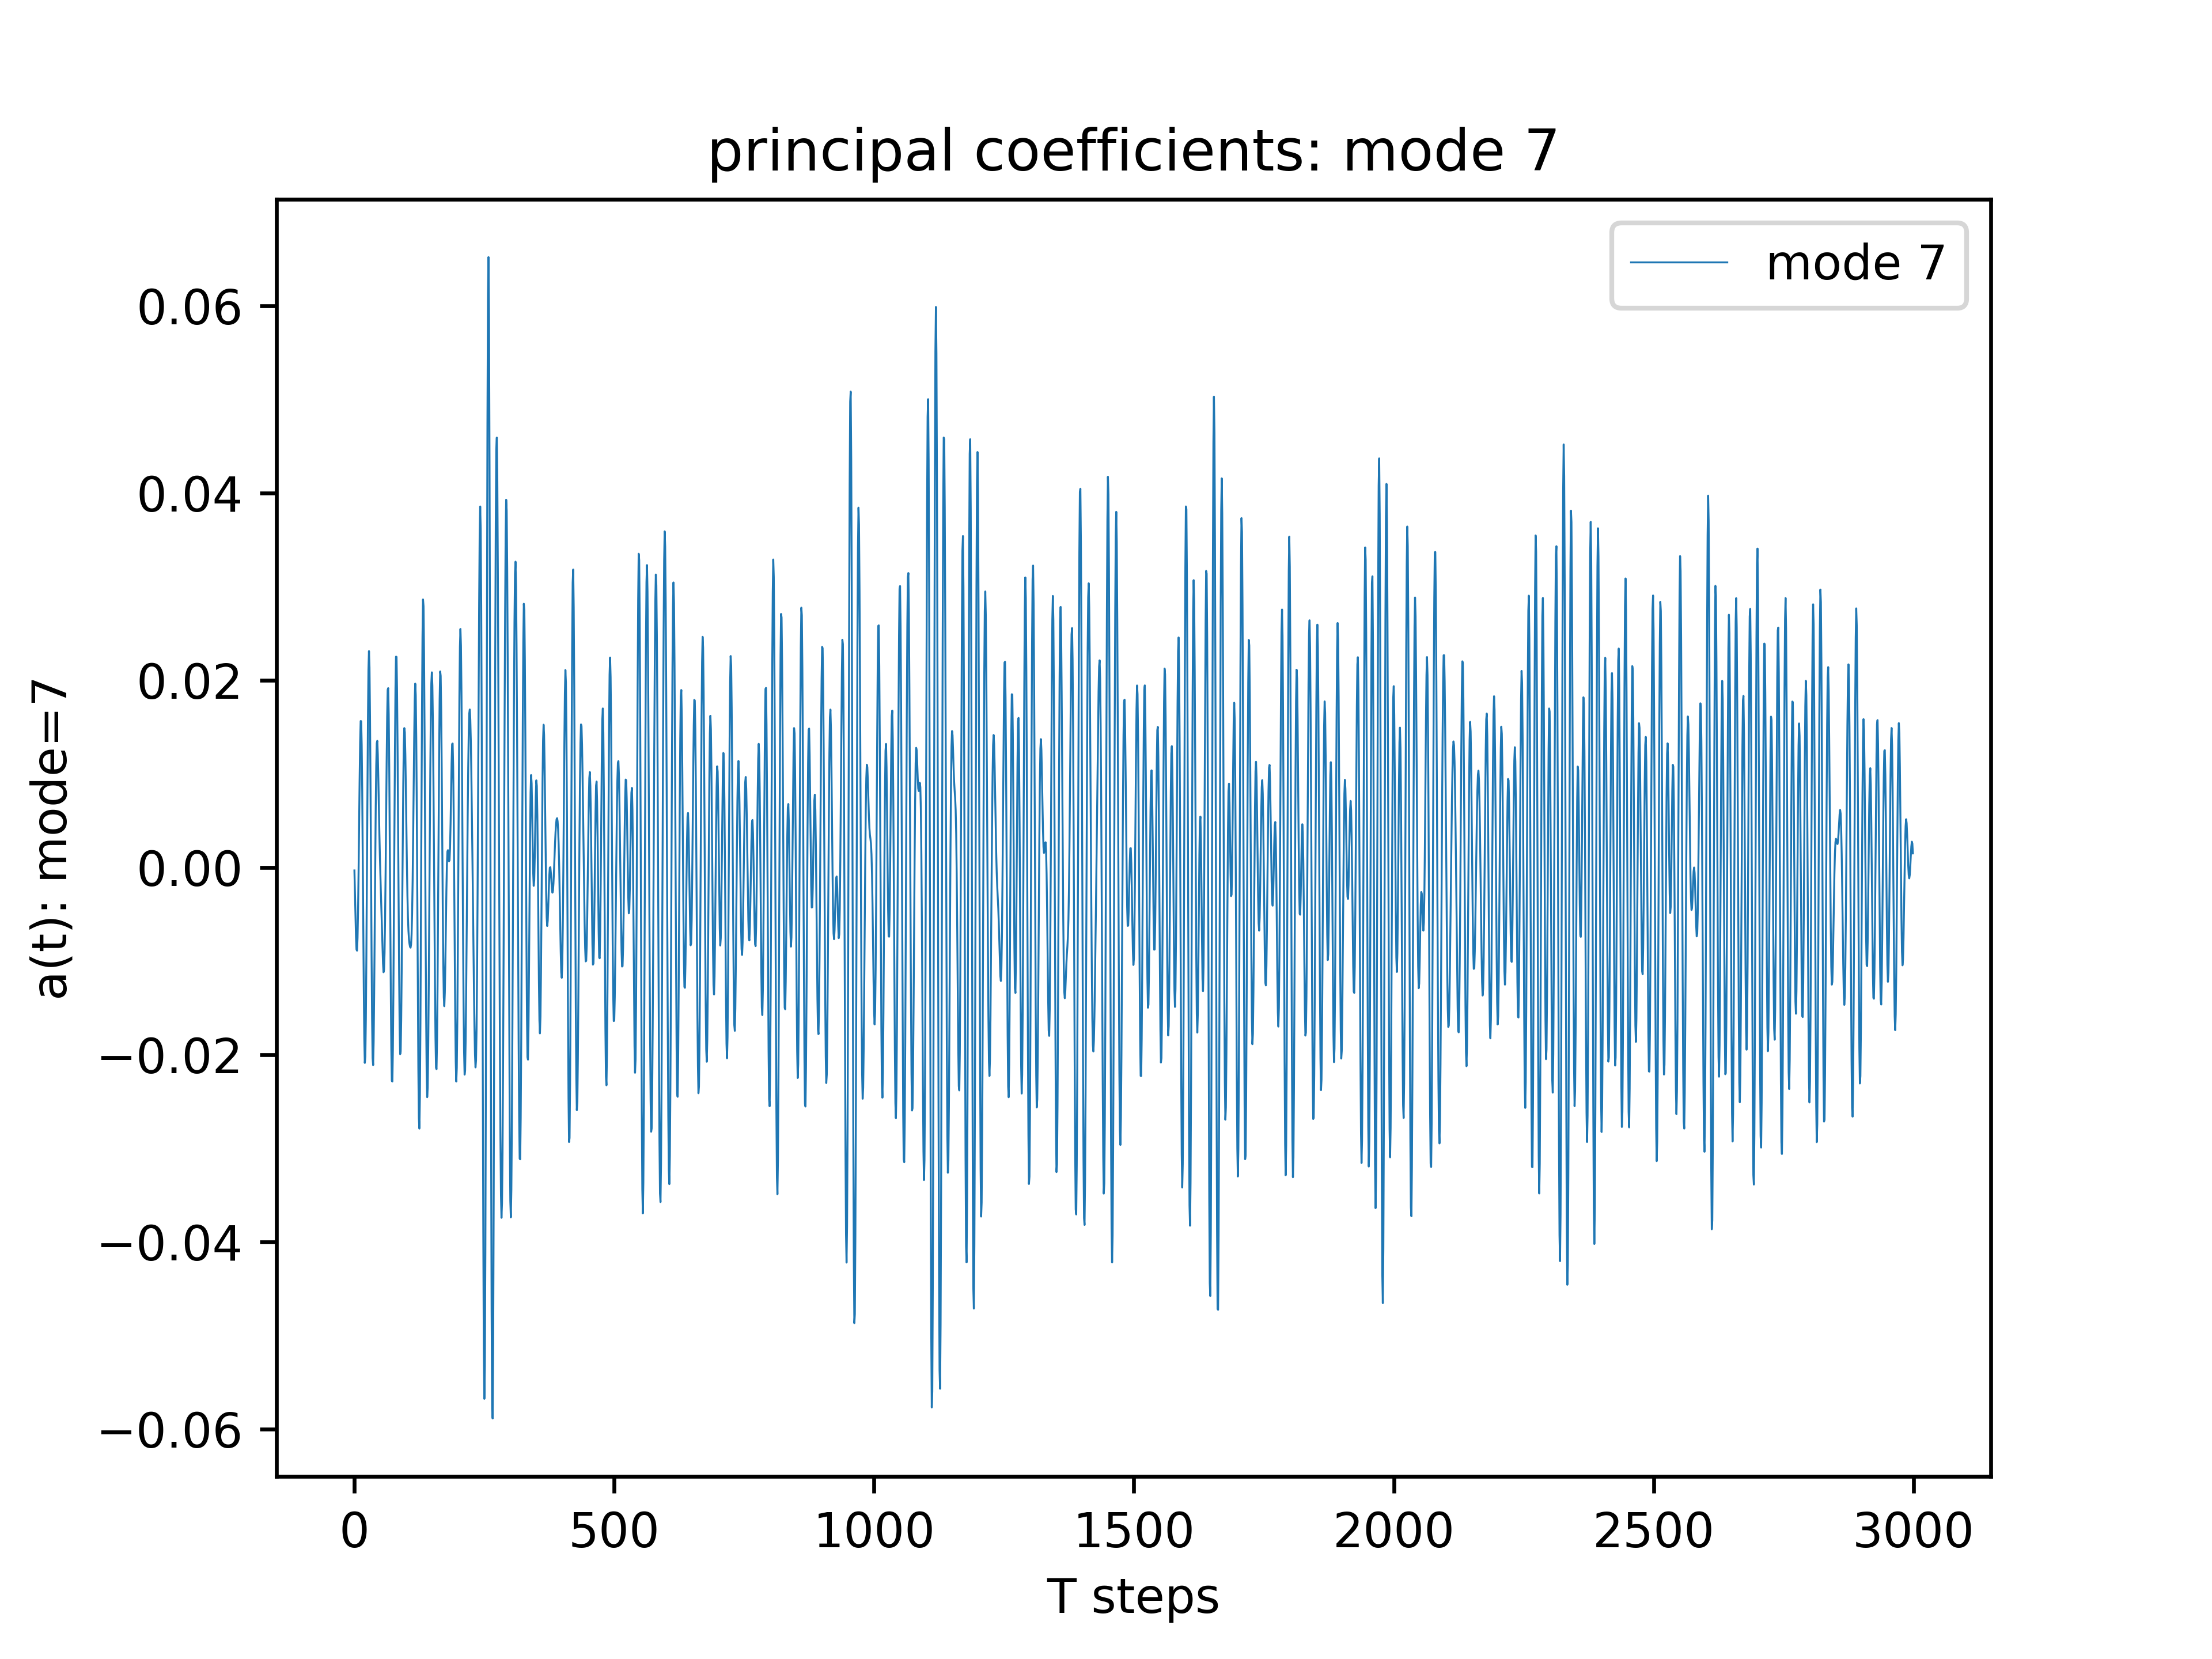 principal coefficients: mode 7
mode 7
0.06
0.04
0.02
0.00
−0.02
−0.04
−0.06
a(t): mode=7
0 500 1000 1500 2000 2500 3000
T steps